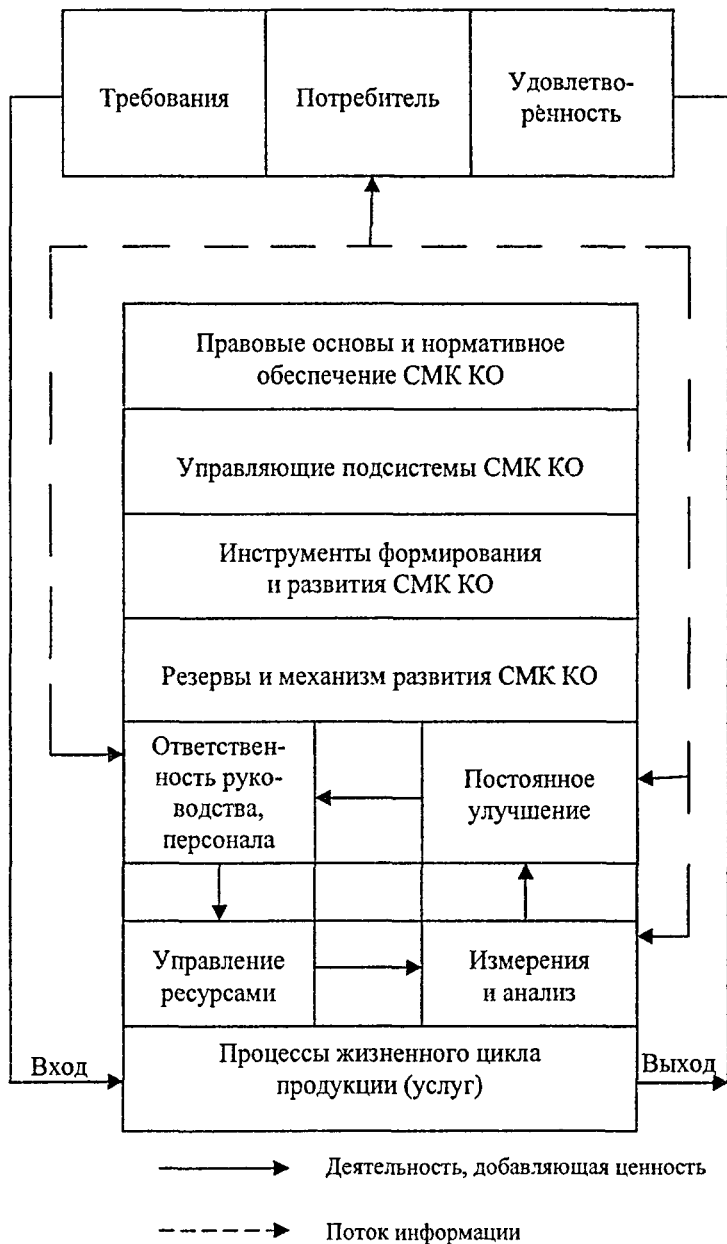 Требования
Потребитель
Удовлетво-
ренность
Правовые основы и нормативное
обеспечение СМК КО
Управляющие подсистемы СМК КО
Инструменты формирования
и развития СМК КО
Резервы и механизм развития СМК КО
Ответствен-
ность руко-
водства,
персонала
Постоянное
улучшение
Управление
ресурсами
Измерения
и анализ
Вход
Процессы жизненного цикла
продукции (услуг)
Выход
Деятельность, добавляющая ценность
Поток информации